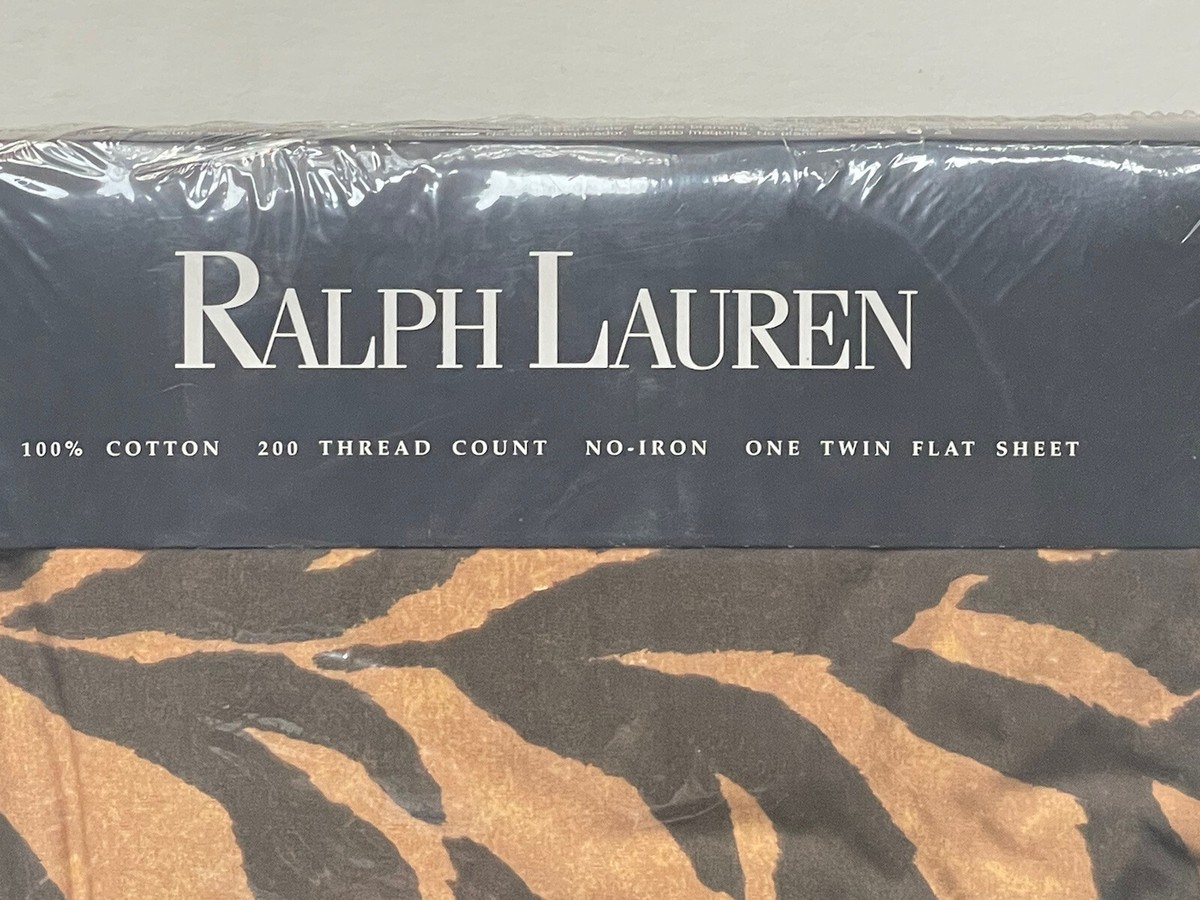 RALPH LAUREN
100% COTTON 200 THREAD COUNT NO-IRON ONE TWIN FLAT SHEET